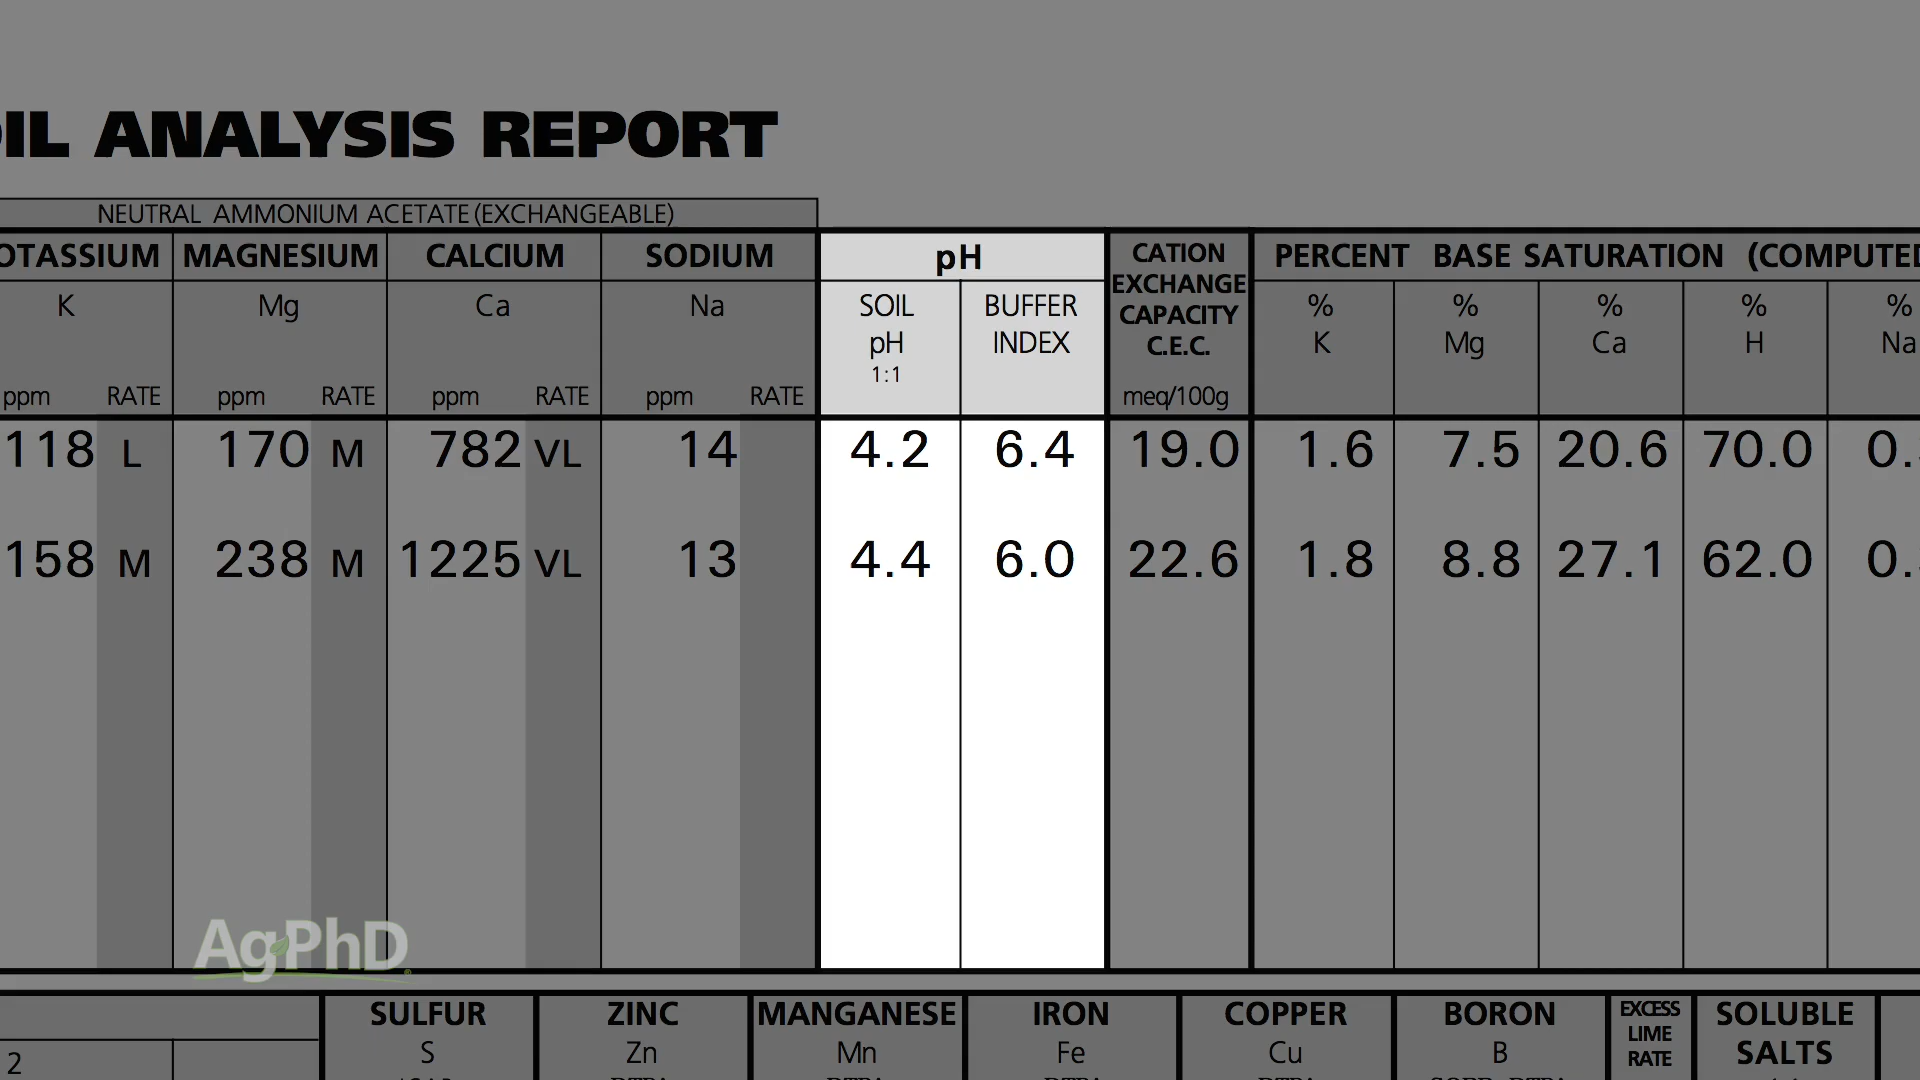 OIL ANALYSIS REPORT
NEUTRAL AMMONIUM ACETATE (EXCHANGEABLE)
OTASSIUM MAGNESIUM CALCIUM SODIUM pH CATION EXCHANGE CAPACITY C.E.C. PERCENT BASE SATURATION (COMPUTED
K Mg Ca Na SOIL pH 1:1 BUFFER INDEX % K % Mg % Ca % H % Na
ppm RATE ppm RATE ppm RATE ppm RATE meq/100g
118 L 170 M 782 VL 14 4.2 6.4 19.0 1.6 7.5 20.6 70.0 0.
158 M 238 M 1225 VL 13 4.4 6.0 22.6 1.8 8.8 27.1 62.0 0.
AgPhD
SULFUR ZINC MANGANESE IRON COPPER BORON EXCESS LIME RATE SOLUBLE SALTS
2 S Zn Mn Fe Cu B